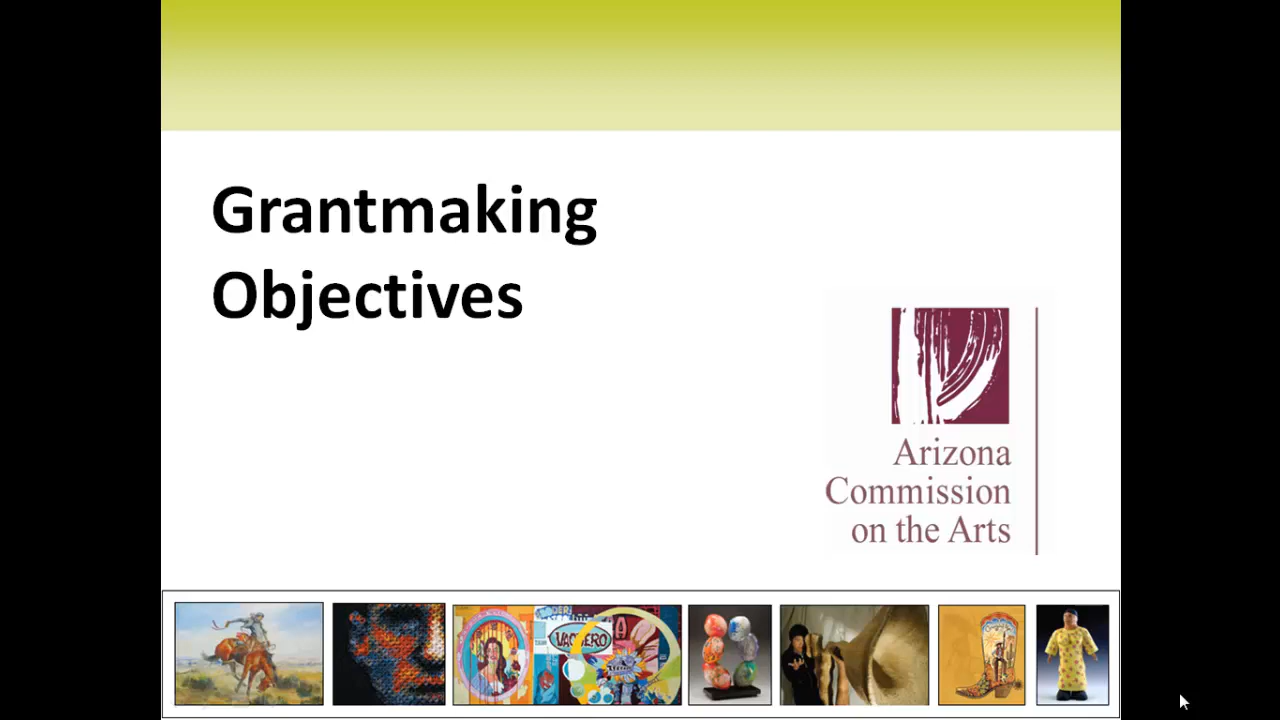 Grantmaking
Objectives
Arizona
Commission
on the Arts
VAQUERO